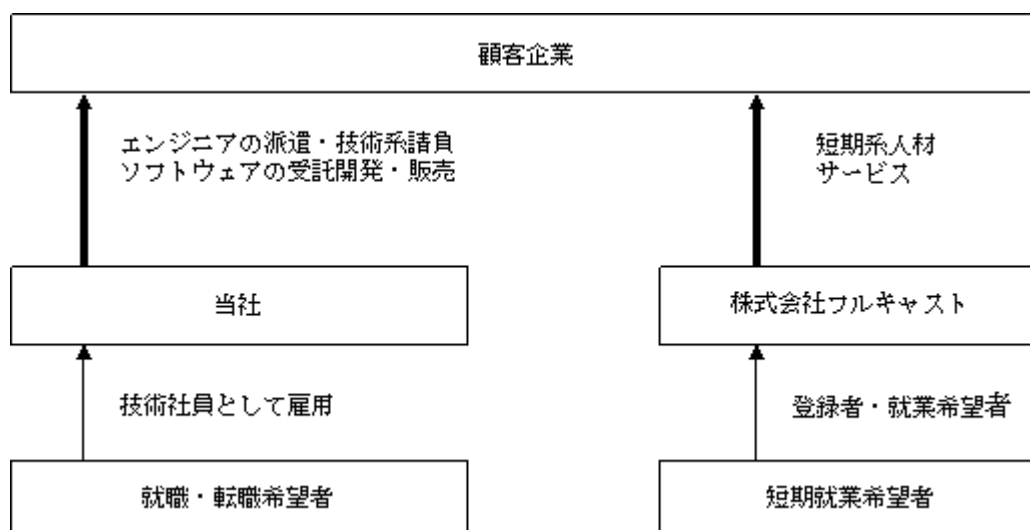 顧客企業
エンジニアの派遣・技術系請負
ソフトウェアの受託開発・販売
短期系人材
サービス
当社
株式会社フルキャスト
技術社員として雇用
登録者・就業希望者
就職・転職希望者
短期就業希望者